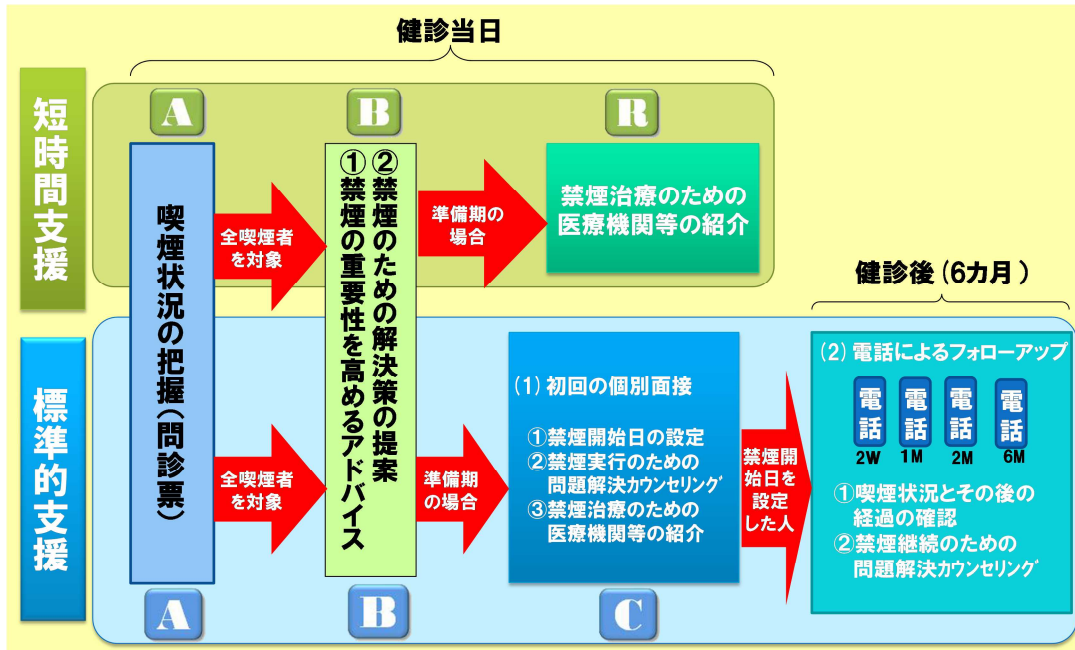 健診当日
短時間支援
A
B
R
喫煙状況の把握(問診票)
全喫煙者
を対象
①禁煙の重要性を高めるアドバイス
②禁煙のための解決策の提案
準備期の
場合
禁煙治療のための
医療機関等の紹介
健診後(6カ月)
標準的支援
全喫煙者
を対象
準備期
の場合
(1)初回の個別面接
①禁煙開始日の設定
②禁煙実行のための
問題解決カウンセリング
③禁煙治療のための
医療機関等の紹介
禁煙開
始日を
設定
した人
(2)電話によるフォローアップ
電話 電話 電話 電話
2W 1M 2M 6M
①喫煙状況とその後の
経過の確認
②禁煙継続のための
問題解決カウンセリング
A
B
C